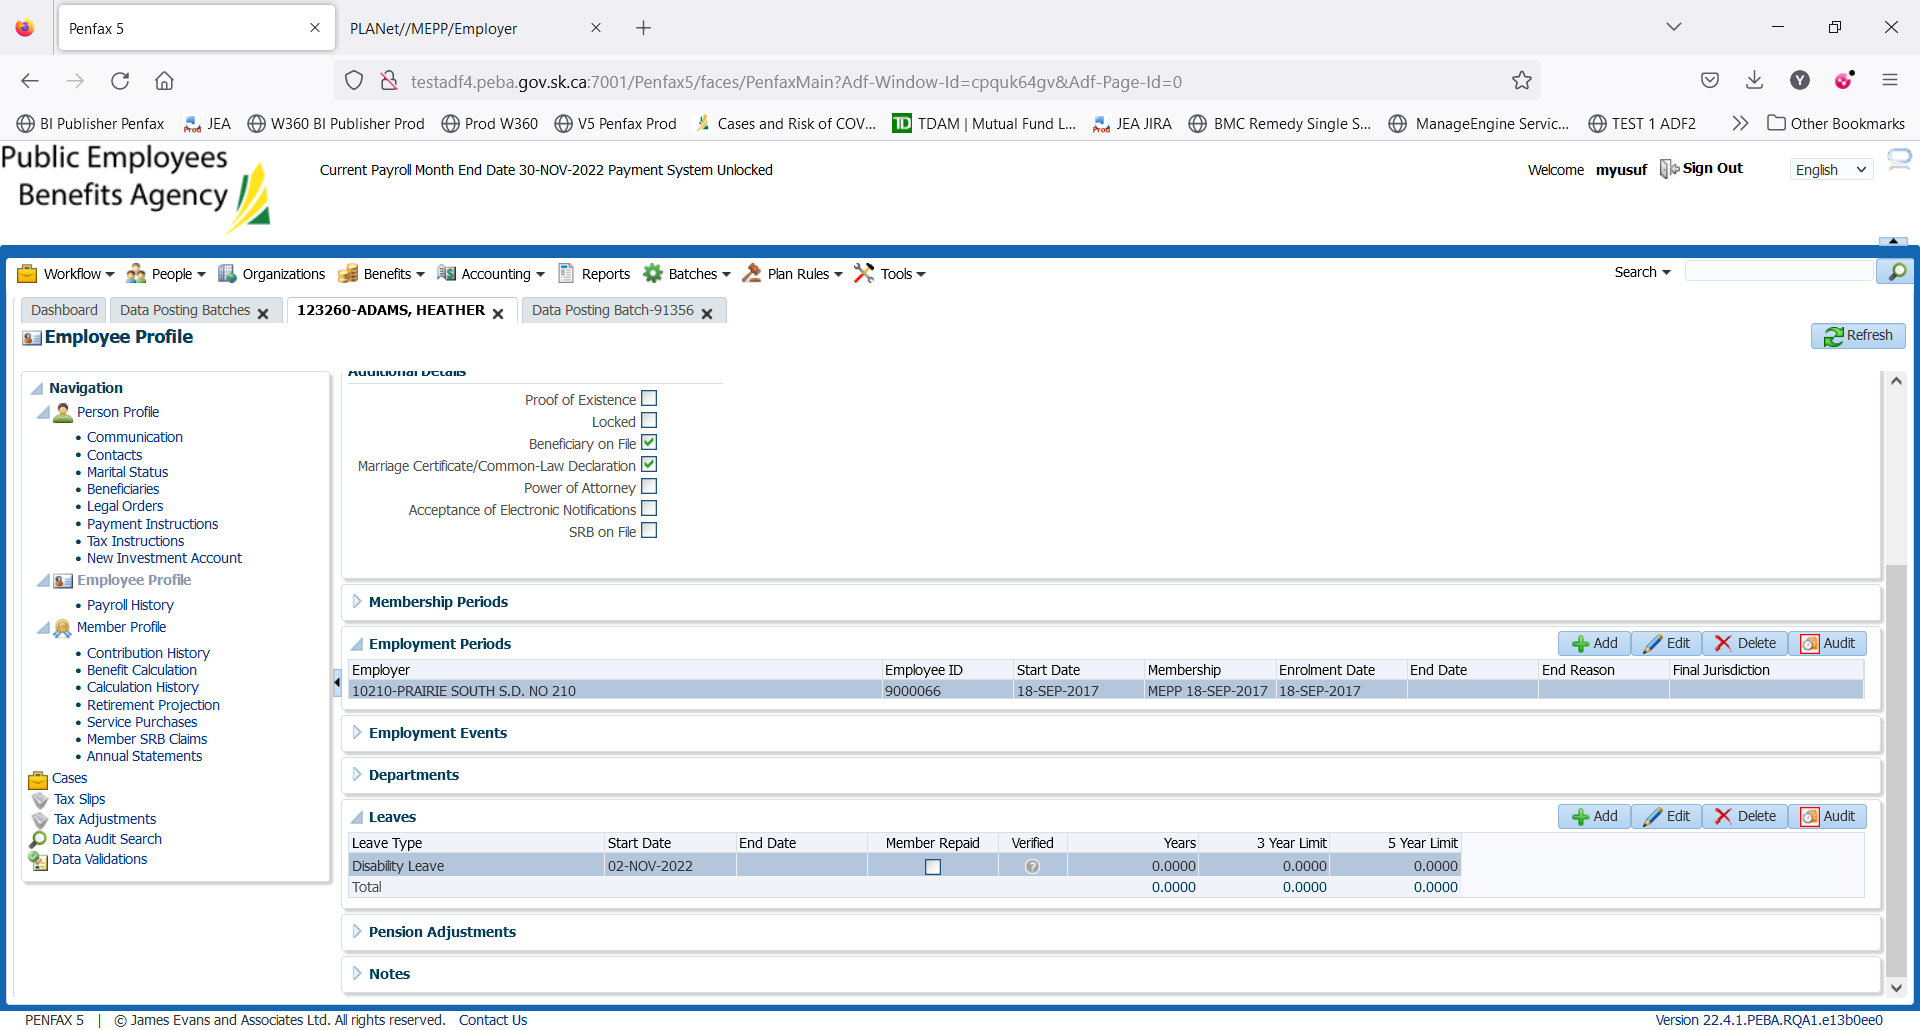 Penfax 5
PLANet//MEPP/Employer
testadf4.peba.gov.sk.ca:7001/Penfax5/faces/PenfaxMain?Adf-Window-Id=cpquk64gv&Adf-Page-Id=0
Y
BI Publisher Penfax JEA W360 BI Publisher Prod Prod W360 V5 Penfax Prod Cases and Risk of COV... TDAM | Mutual Fund L... JEA JIRA BMC Remedy Single S... ManageEngine Servic... TEST 1 ADF2 Other Bookmarks
Public Employees
Benefits Agency
Current Payroll Month End Date 30-NOV-2022 Payment System Unlocked
Welcome myusuf Sign Out English
Workflow People Organizations Benefits Accounting Reports Batches Plan Rules Tools Search
Dashboard Data Posting Batches 123260-ADAMS, HEATHER Data Posting Batch-91356
Employee Profile
Refresh
Navigation
Person Profile
Communication
Contacts
Marital Status
Beneficiaries
Legal Orders
Payment Instructions
Tax Instructions
New Investment Account
Employee Profile
Payroll History
Member Profile
Contribution History
Benefit Calculation
Calculation History
Retirement Projection
Service Purchases
Member SRB Claims
Annual Statements
Cases
Tax Slips
Tax Adjustments
Data Audit Search
Data Validations
Additional Details
Proof of Existence
Locked
Beneficiary on File
Marriage Certificate/Common-Law Declaration
Power of Attorney
Acceptance of Electronic Notifications
SRB on File
Membership Periods
Employment Periods Add Edit Delete Audit
Employer Employee ID Start Date Membership Enrolment Date End Date End Reason Final Jurisdiction
10210-PRAIRIE SOUTH S.D. NO 210 9000066 18-SEP-2017 MEPP 18-SEP-2017 18-SEP-2017
Employment Events
Departments
Leaves Add Edit Delete Audit
Leave Type Start Date End Date Member Repaid Verified Years 3 Year Limit 5 Year Limit
Disability Leave 02-NOV-2022 0.0000 0.0000 0.0000
Total 0.0000 0.0000 0.0000
Pension Adjustments
Notes
PENFAX 5 | © James Evans and Associates Ltd. All rights reserved. Contact Us
Version 22.4.1.PEBA.RQA1.e13b0ee0